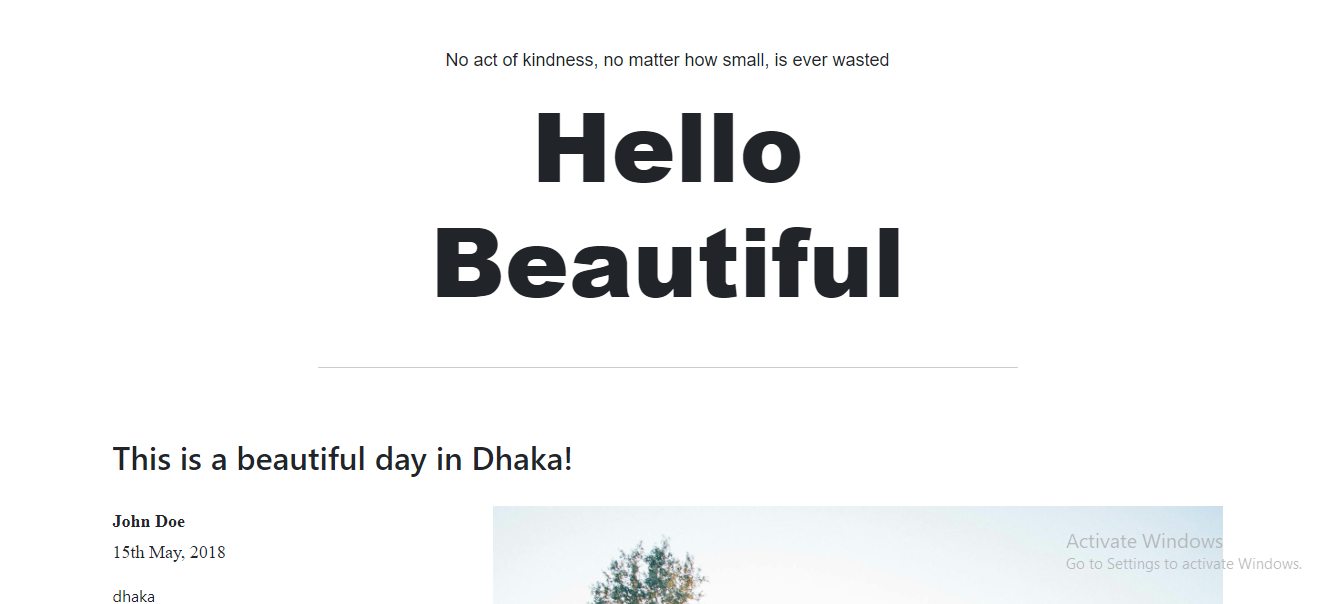 No act of kindness, no matter how small, is ever wasted
Hello
Beautiful
This is a beautiful day in Dhaka!
John Doe
15th May, 2018
dhaka
Activate Windows
Go to Settings to activate Windows.